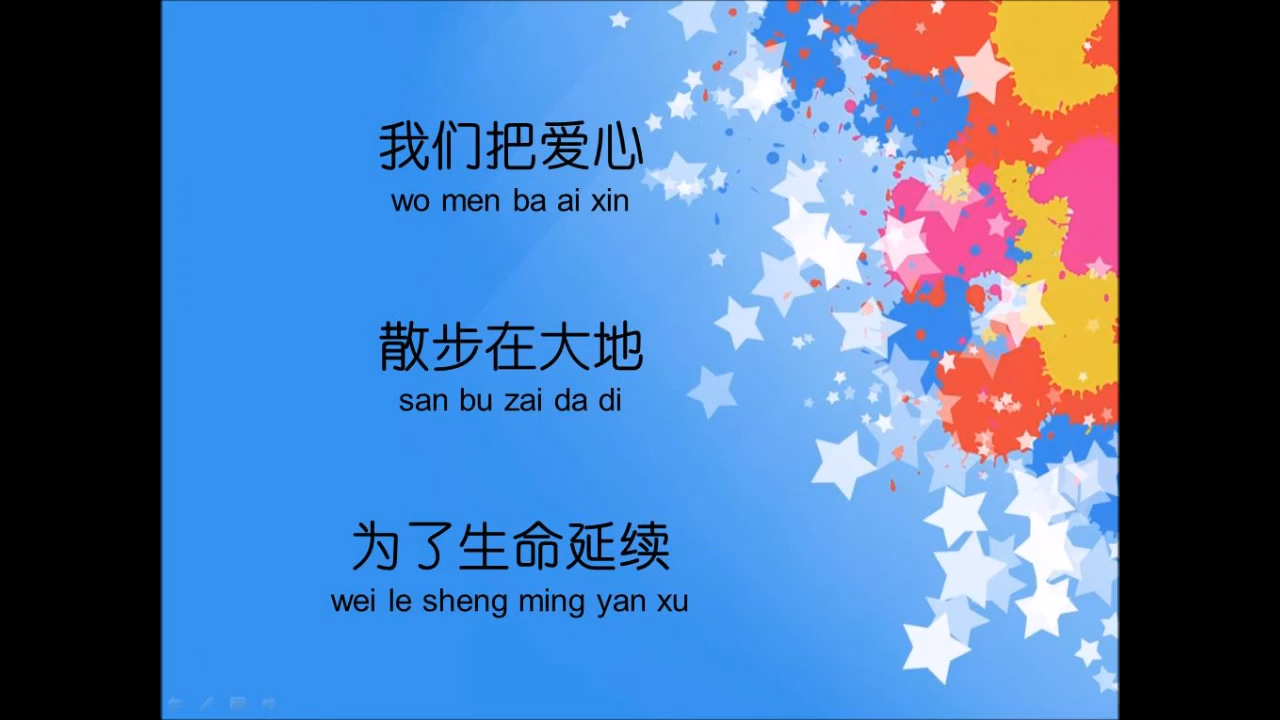 我们把爱心
wo men ba ai xin
散步在大地
san bu zai da di
为了生命延续
wei le sheng ming yan xu